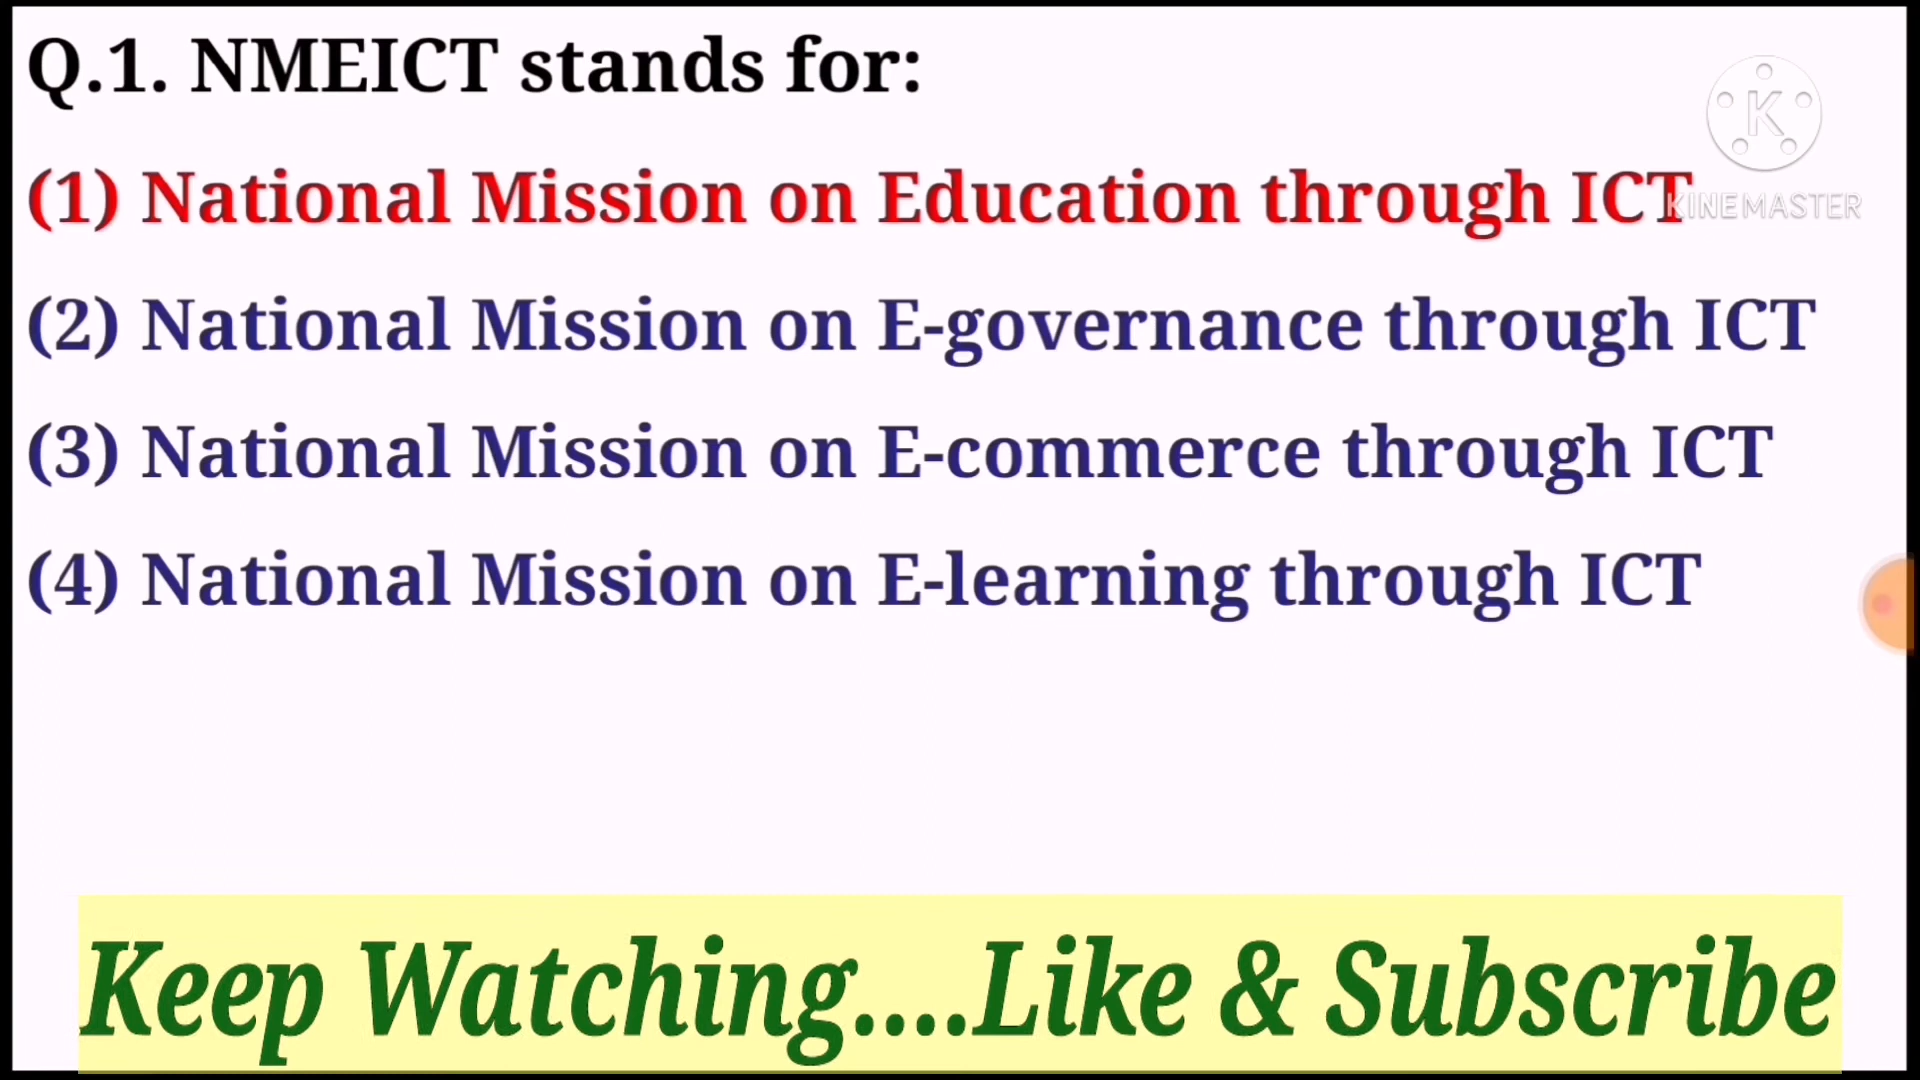 Q.1. NMEICT stands for:
K
(1) National Mission on Education through ICT
KINEMASTER
(2) National Mission on E-governance through ICT
(3) National Mission on E-commerce through ICT
(4) National Mission on E-learning through ICT
Keep Watching....Like & Subscribe